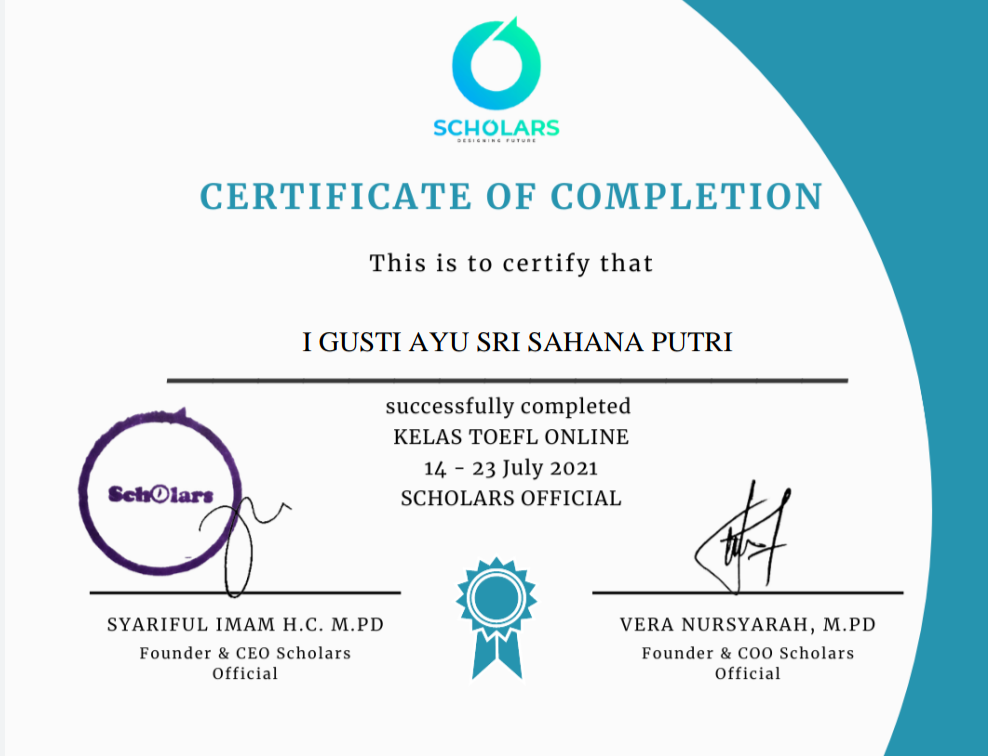 SCHOLARS
DESIGNING FUTURE
CERTIFICATE OF COMPLETION
This is to certify that
I GUSTI AYU SRI SAHANA PUTRI
successfully completed
KELAS TOEFL ONLINE
14 - 23 July 2021
SCHOLARS OFFICIAL
Scholars
SYARIFUL IMAM H.C. M.PD
Founder & CEO Scholars
Official
VERA NURSYARAH, M.PD
Founder & COO Scholars
Official